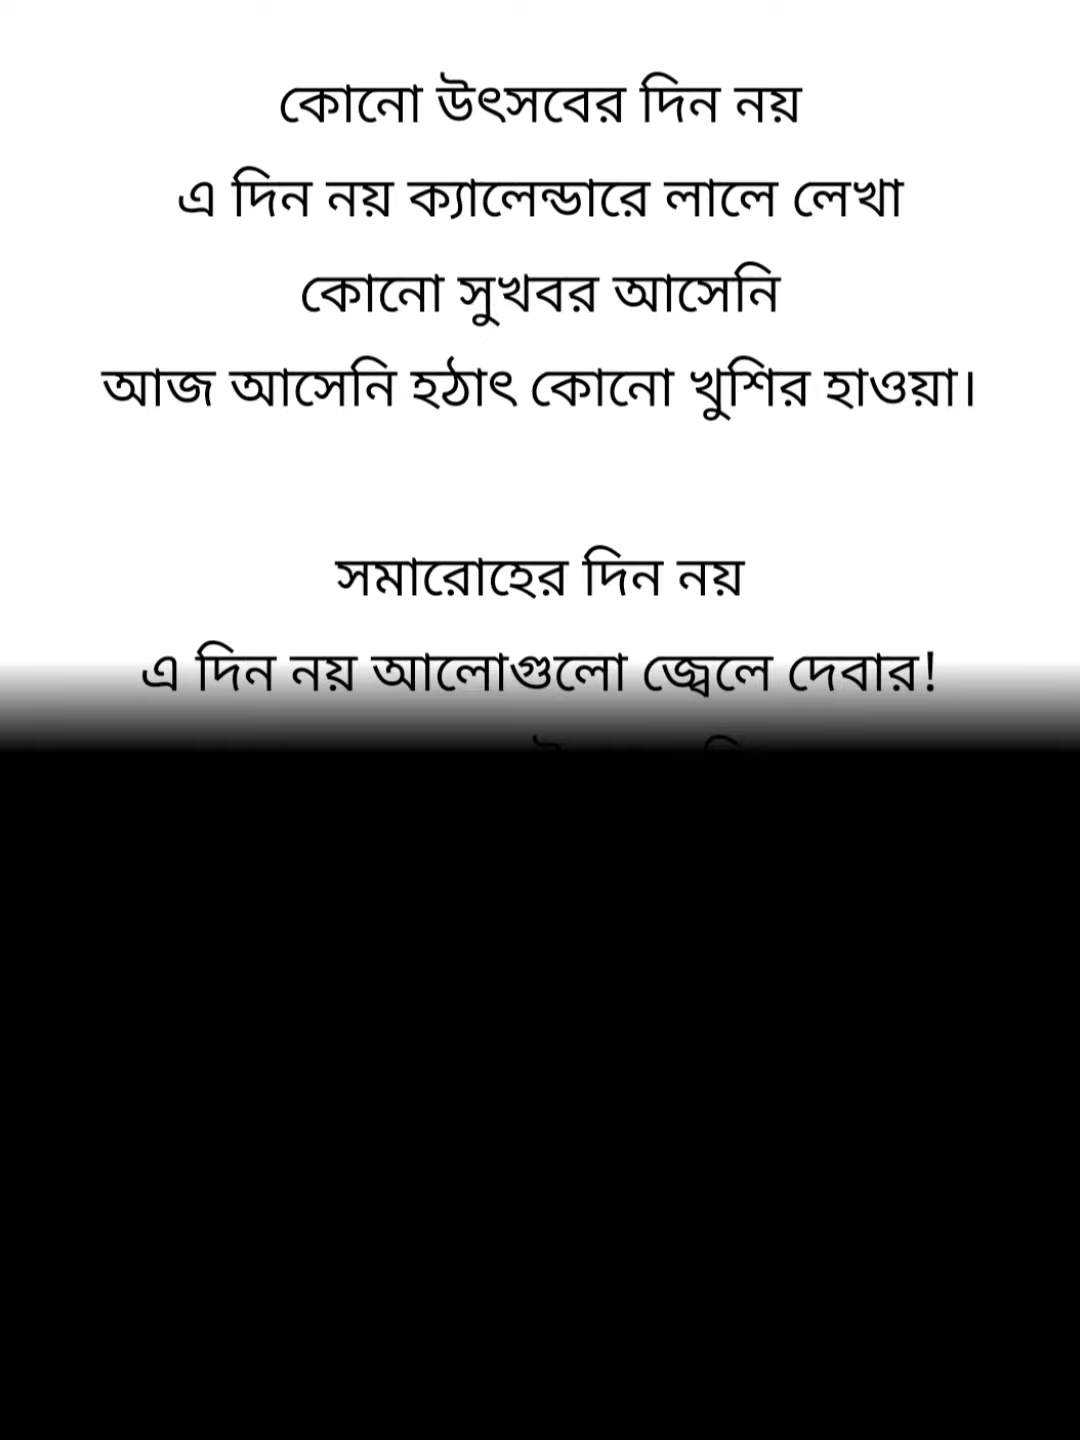 কোনো উৎসবের দিন নয়
এ দিন নয় ক্যালেন্ডারে লালে লেখা
কোনো সুখবর আসেনি
আজ আসেনি হঠাৎ কোনো খুশির হাওয়া।
সমারোহের দিন নয়
এ দিন নয় আলোগুলো জ্বেলে দেবার!